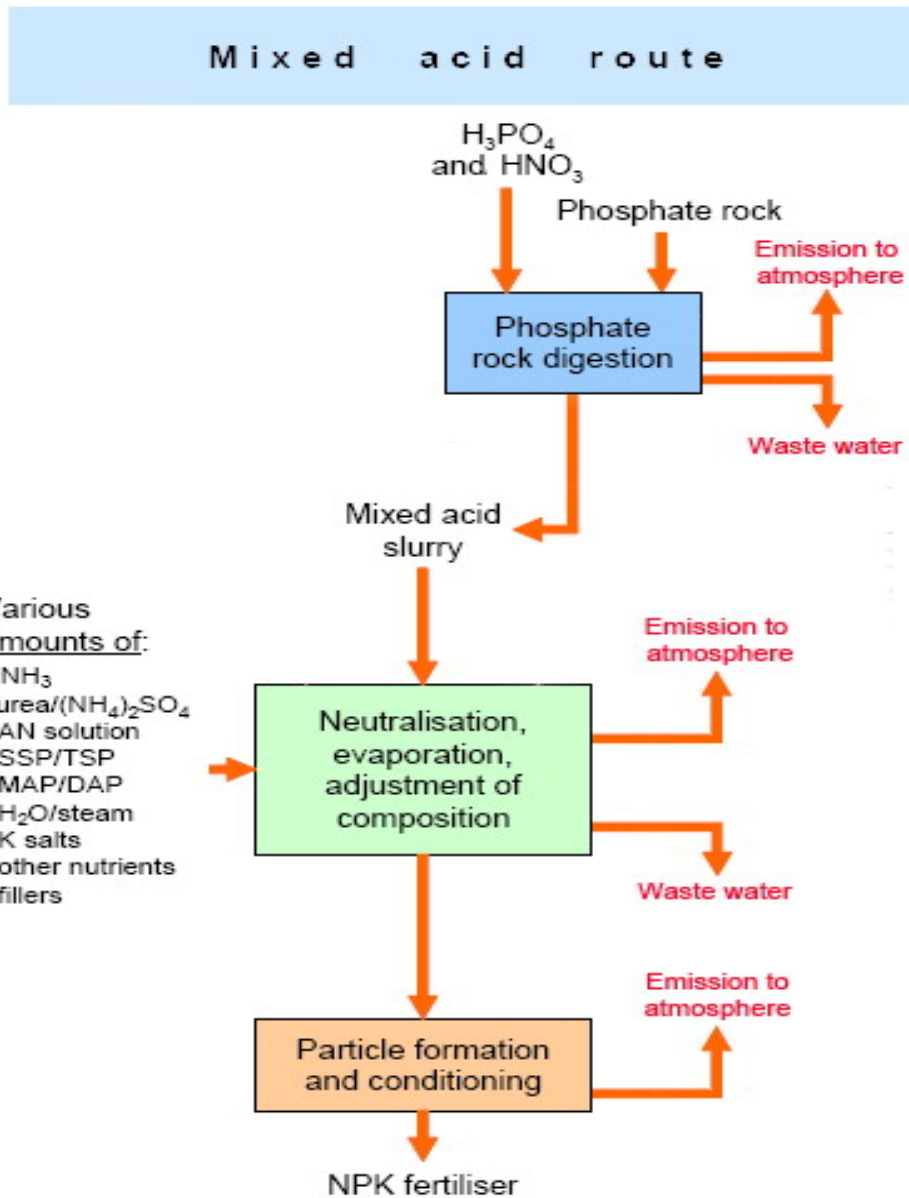 Mixed acid route
H₃PO₄
and HNO₃
Phosphate rock
Emission to
atmosphere
Phosphate
rock digestion
Waste water
Mixed acid
slurry
arious
mounts of:
NH₃
urea/(NH₄)₂SO₄
AN solution
SSP/TSP
MAP/DAP
H₂O/steam
K salts
other nutrients
fillers
Emission to
atmosphere
Neutralisation,
evaporation,
adjustment of
composition
Waste water
Emission to
atmosphere
Particle formation
and conditioning
NPK fertiliser